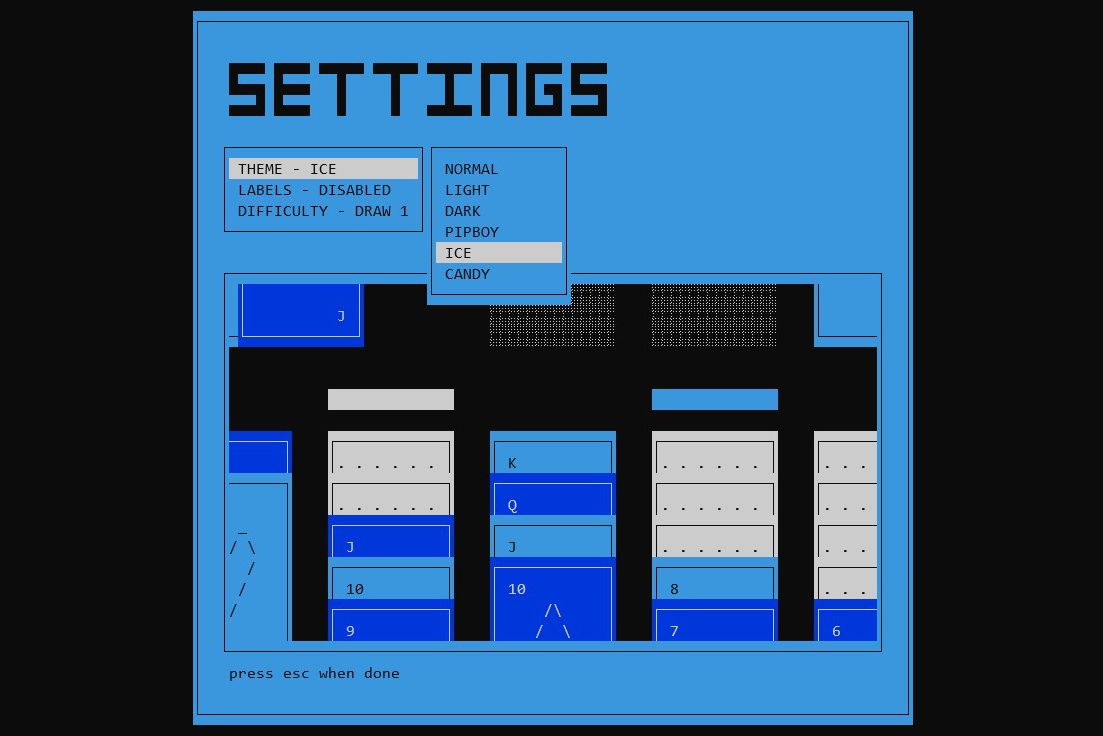 SETTINGS
THEME - ICE
LABELS - DISABLED
DIFFICULTY - DRAW 1
NORMAL
LIGHT
DARK
PIPBOY
ICE
CANDY
J
K
Q
J
J
10
10
8
9
7
6
press esc when done